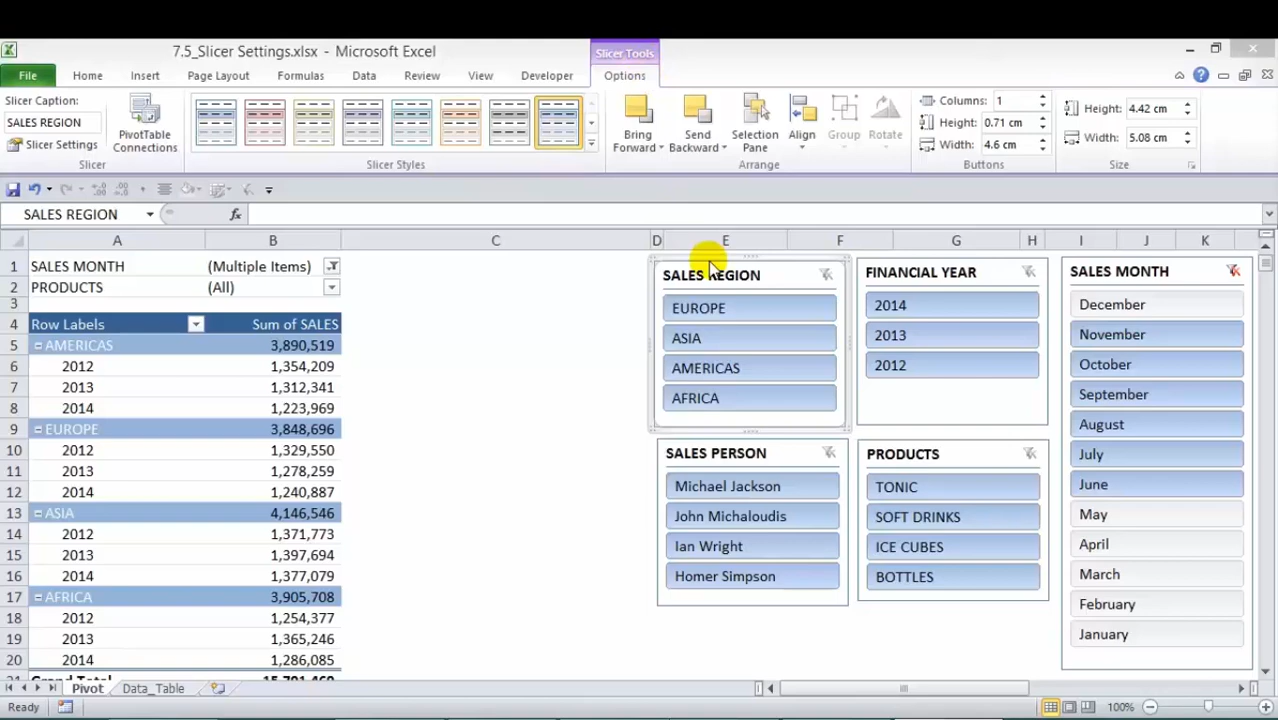 7.5_Slicer Settings.xlsx - Microsoft Excel
Slicer Tools
File Home Insert Page Layout Formulas Data Review View Developer Options
Slicer Caption:
SALES REGION
Slicer Settings
PivotTable
Connections
Bring
Forward
Send
Backward
Selection
Pane
Align
Group
Rotate
Columns: 1
Height: 0.71 cm
Width: 4.6 cm
Height: 4.42 cm
Width: 5.08 cm
Slicer Slicer Styles Arrange Buttons Size
SALES REGION fx
A B C D E F G H I J K
1 SALES MONTH (Multiple Items)
2 PRODUCTS (All)
3
4 Row Labels Sum of SALES
5 AMERICAS 3,890,519
6 2012 1,354,209
7 2013 1,312,341
8 2014 1,223,969
9 EUROPE 3,848,696
10 2012 1,329,550
11 2013 1,278,259
12 2014 1,240,887
13 ASIA 4,146,546
14 2012 1,371,773
15 2013 1,397,694
16 2014 1,377,079
17 AFRICA 3,905,708
18 2012 1,254,377
19 2013 1,365,246
20 2014 1,286,085
SALES REGION
EUROPE
ASIA
AMERICAS
AFRICA
FINANCIAL YEAR
2014
2013
2012
SALES MONTH
December
November
October
September
August
July
June
May
April
March
February
January
SALES PERSON
Michael Jackson
John Michaloudis
Ian Wright
Homer Simpson
PRODUCTS
TONIC
SOFT DRINKS
ICE CUBES
BOTTLES
Pivot Data_Table
Ready 100%